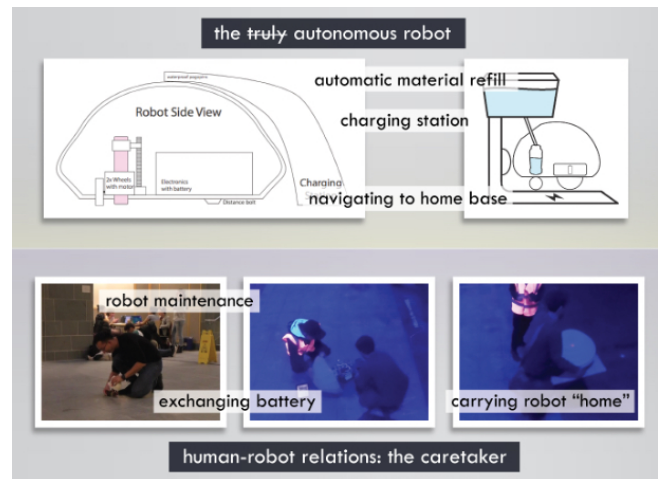 the truly autonomous robot
Robot Side View
2x Wheels
with motor
Electronics
with battery
Distance bolt
Charging
automatic material refill
charging station
navigating to home base
robot maintenance
exchanging battery
carrying robot “home”
human-robot relations: the caretaker